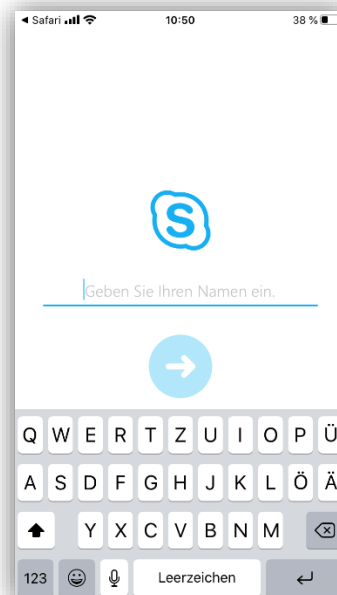 ◀ Safari 10:50 38 %
S
Geben Sie Ihren Namen ein.
Q W E R T Z U I O P Ü
A S D F G H J K L Ö Ä
Y X C V B N M
123 Leerzeichen